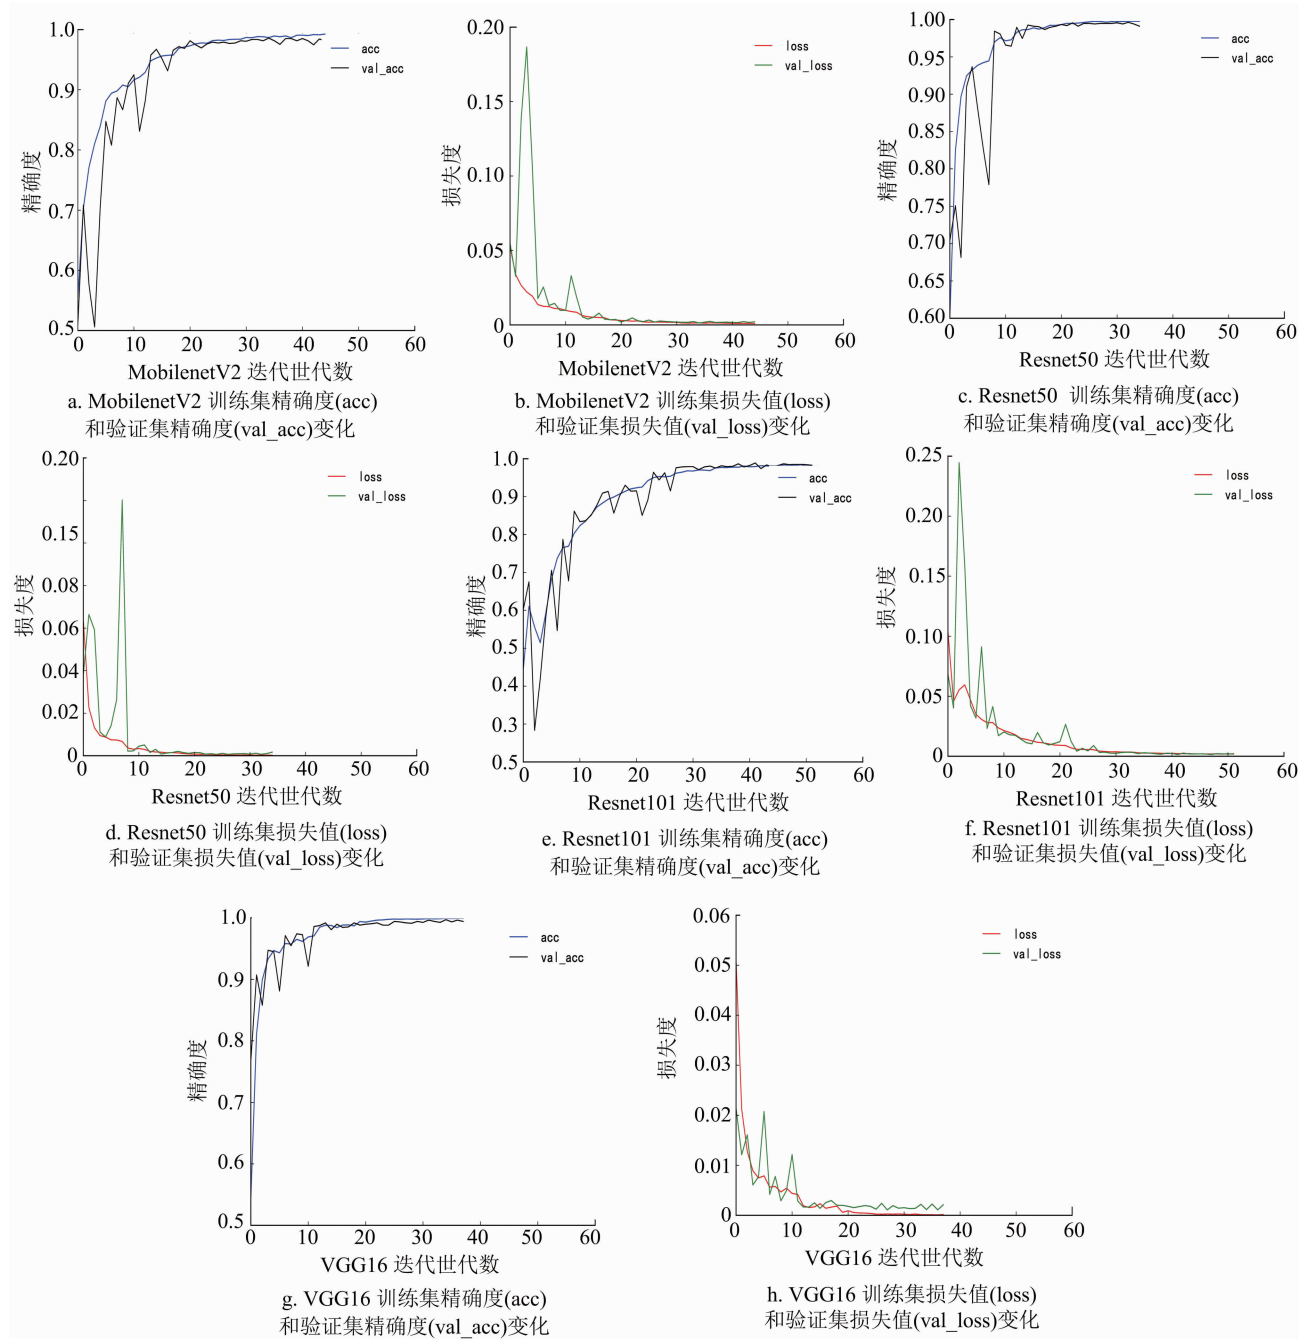 1.0
0.9
0.8
0.7
0.6
0.5
精确度
acc
val_acc
0 10 20 30 40 50 60
MobilenetV2 迭代世代数
a. MobilenetV2 训练集精确度(acc)
和验证集精确度(val_acc)变化
0.20
0.15
0.10
0.05
0
损失度
loss
val_loss
0 10 20 30 40 50 60
MobilenetV2 迭代世代数
b. MobilenetV2 训练集损失值(loss)
和验证集损失值(val_loss)变化
1.00
0.95
0.90
0.85
0.80
0.75
0.70
0.65
0.60
精确度
acc
val_acc
0 10 20 30 40 50 60
Resnet50 迭代世代数
c. Resnet50 训练集精确度(acc)
和验证集精确度(val_acc)变化
0.20
0.15
0.08
0.06
0.04
0.02
0
损失度
loss
val_loss
0 10 20 30 40 50 60
Resnet50 迭代世代数
d. Resnet50 训练集损失值(loss)
和验证集损失值(val_loss)变化
1.0
0.9
0.8
0.7
0.6
0.5
0.4
0.3
0.5
精确度
acc
val_acc
0 10 20 30 40 50 60
Resnet101 迭代世代数
e. Resnet101 训练集精确度(acc)
和验证集精确度(val_acc)变化
0.25
0.20
0.15
0.10
0.05
0
损失度
loss
val_loss
0 10 20 30 40 50 60
Resnet101 迭代世代数
f. Resnet101 训练集损失值(loss)
和验证集损失值(val_loss)变化
1.0
0.9
0.8
0.7
0.6
0.5
精确度
acc
val_acc
0 10 20 30 40 50 60
VGG16 迭代世代数
g. VGG16 训练集精确度(acc)
和验证集精确度(val_acc)变化
0.06
0.05
0.04
0.03
0.02
0.01
0
损失度
loss
val_loss
0 10 20 30 40 50 60
VGG16 迭代世代数
h. VGG16 训练集损失值(loss)
和验证集损失值(val_loss)变化